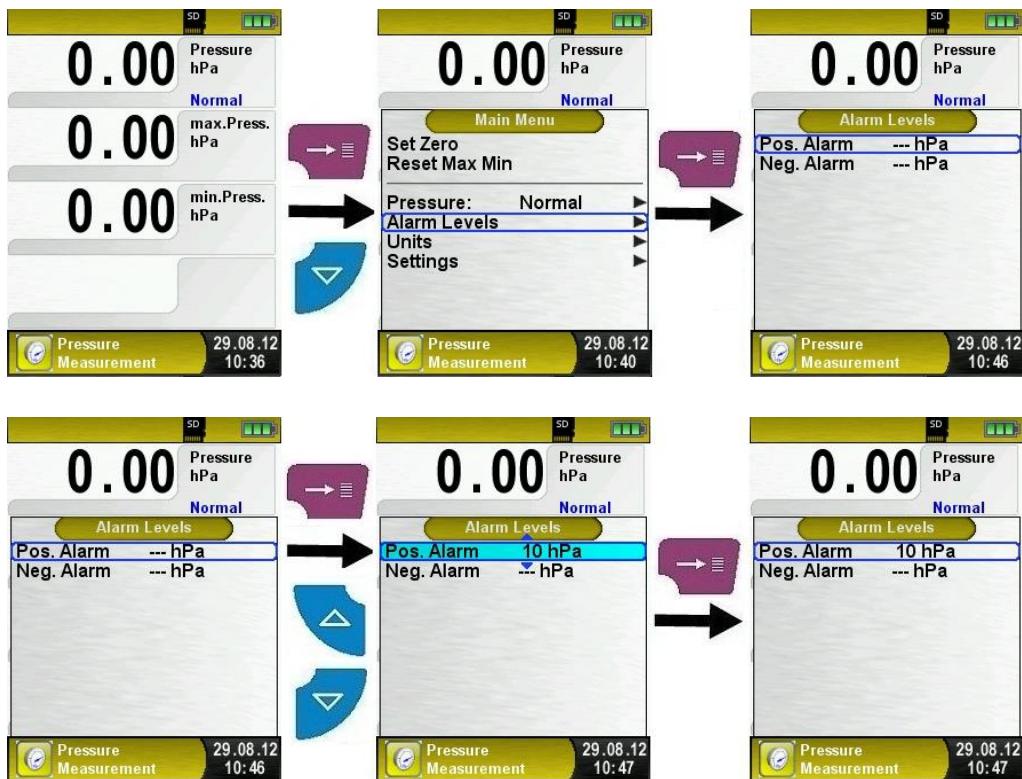 SD
0.00 Pressure
hPa
Normal
0.00 max.Press.
hPa
0.00 min.Press.
hPa
Pressure
Measurement
29.08.12
10:36
SD
0.00 Pressure
hPa
Normal
Main Menu
Set Zero
Reset Max Min
Pressure: Normal
Alarm Levels
Units
Settings
Pressure
Measurement
29.08.12
10:40
SD
0.00 Pressure
hPa
Normal
Alarm Levels
Pos. Alarm --- hPa
Neg. Alarm --- hPa
Pressure
Measurement
29.08.12
10:46
SD
0.00 Pressure
hPa
Normal
Alarm Levels
Pos. Alarm --- hPa
Neg. Alarm --- hPa
Pressure
Measurement
29.08.12
10:46
SD
0.00 Pressure
hPa
Normal
Alarm Levels
Pos. Alarm 10 hPa
Neg. Alarm --- hPa
Pressure
Measurement
29.08.12
10:47
SD
0.00 Pressure
hPa
Normal
Alarm Levels
Pos. Alarm 10 hPa
Neg. Alarm --- hPa
Pressure
Measurement
29.08.12
10:47